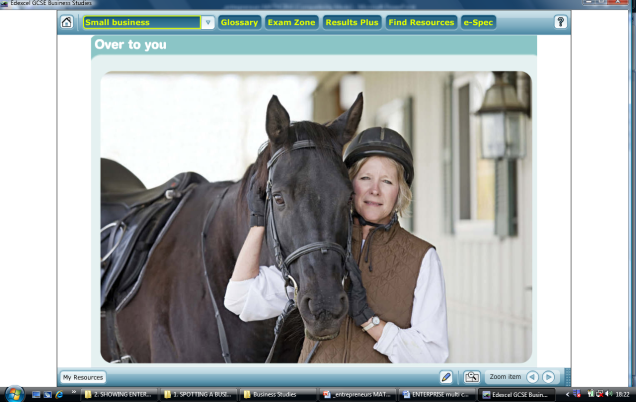 Edexcel GCSE Business Studies
Small business Glossary Exam Zone Results Plus Find Resources e-Spec ?
Over to you
My Resources Zoom item
2. SHOWING ENTER... 1. SPOTTING A BUSI... Business Studies _entrepreneurs MAT... ENTERPRISE multi c... Edexcel GCSE Busin... 18:22